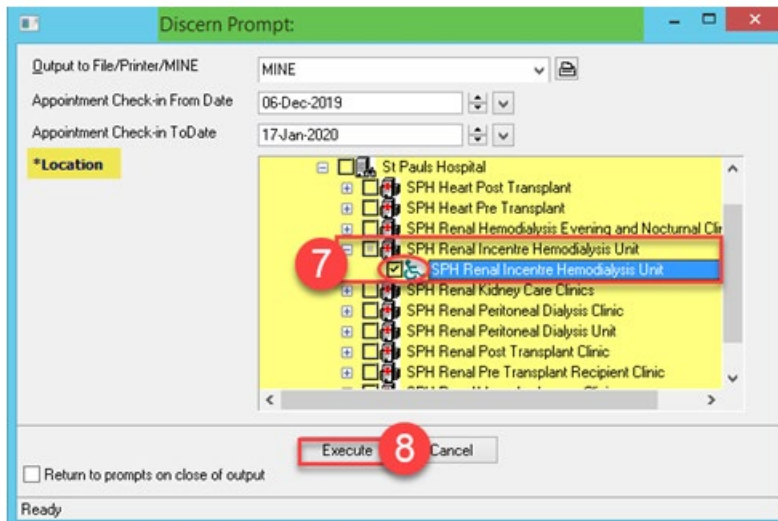 Discern Prompt:
Output to File/Printer/MINE
MINE
Appointment Check-in From Date
06-Dec-2019
Appointment Check-in ToDate
17-Jan-2020
*Location
St Pauls Hospital
SPH Heart Post Transplant
SPH Heart Pre Transplant
SPH Renal Hemodialysis Evening and Nocturnal Clin
7
SPH Renal Incentre Hemodialysis Unit
SPH Renal Incentre Hemodialysis Unit
SPH Renal Kidney Care Clinics
SPH Renal Peritoneal Dialysis Clinic
SPH Renal Peritoneal Dialysis Unit
SPH Renal Post Transplant Clinic
SPH Renal Pre Transplant Recipient Clinic
Execute 8 Cancel
Return to prompts on close of output
Ready